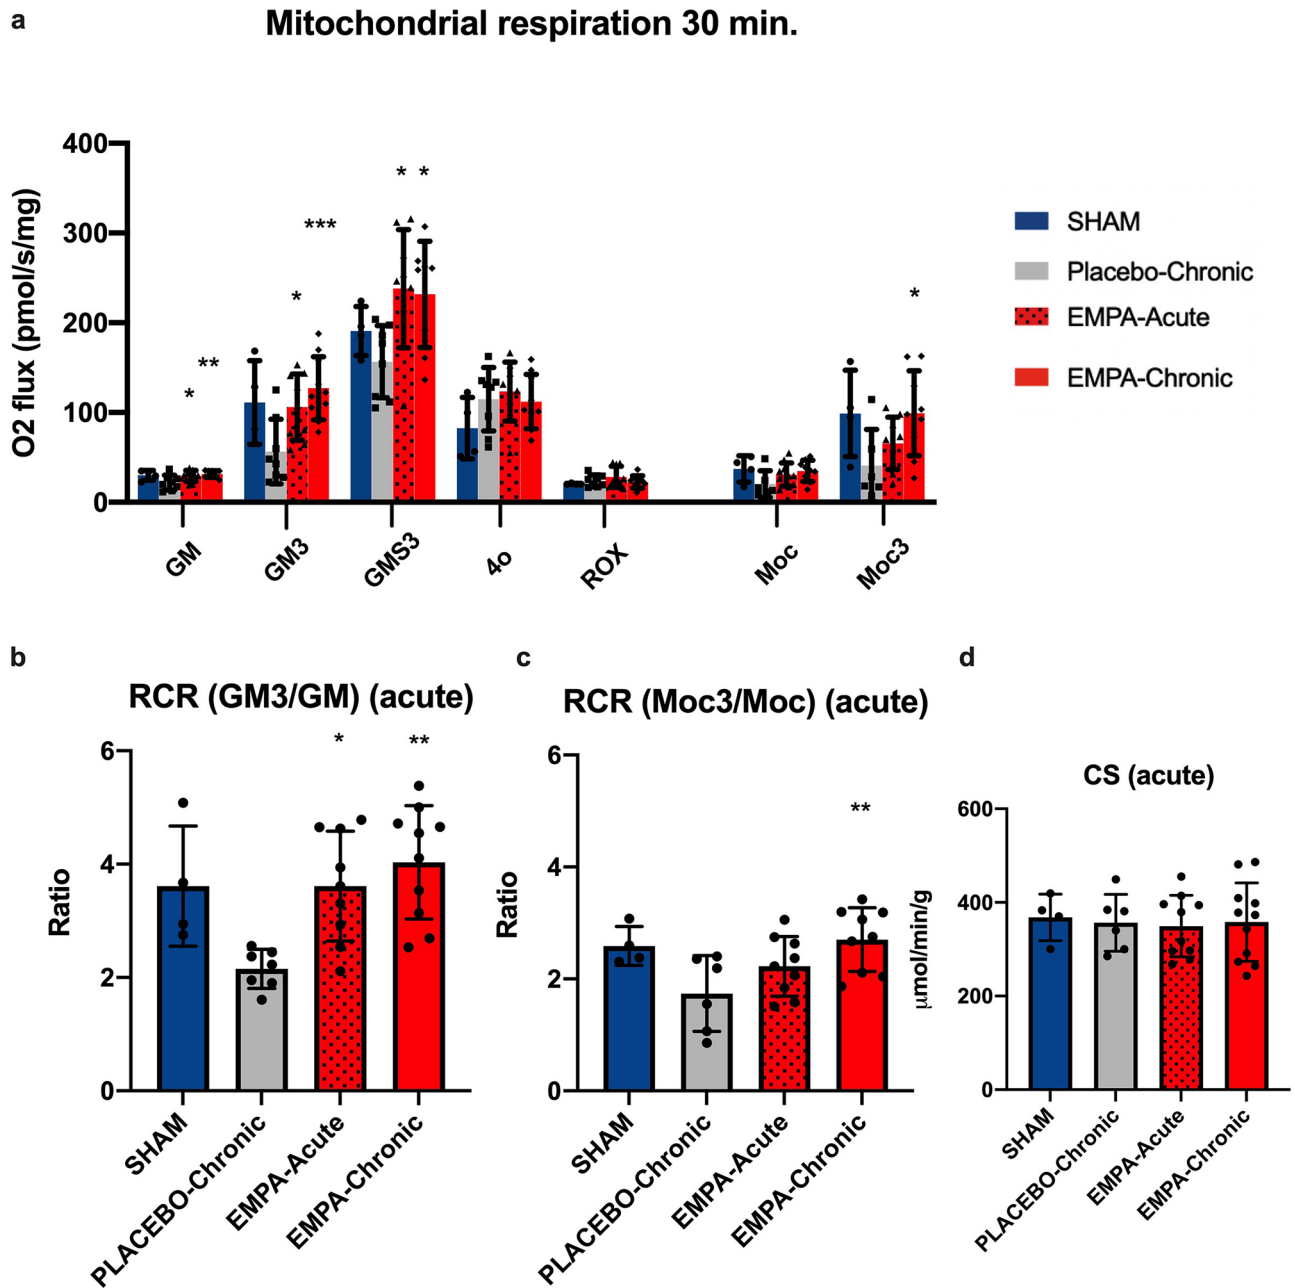 a
Mitochondrial respiration 30 min.
O2 flux (pmol/s/mg)
400
300
200
100
0
* **
* ***
* *
*
GM GM3 GMS3 4o ROX Moc Moc3
SHAM
Placebo-Chronic
EMPA-Acute
EMPA-Chronic
b
RCR (GM3/GM) (acute)
Ratio
6
4
2
0
* **
SHAM
PLACEBO-Chronic
EMPA-Acute
EMPA-Chronic
c
RCR (Moc3/Moc) (acute)
Ratio
6
4
2
0
**
SHAM
PLACEBO-Chronic
EMPA-Acute
EMPA-Chronic
d
CS (acute)
µmol/min/g
600
400
200
0
SHAM
PLACEBO-Chronic
EMPA-Acute
EMPA-Chronic